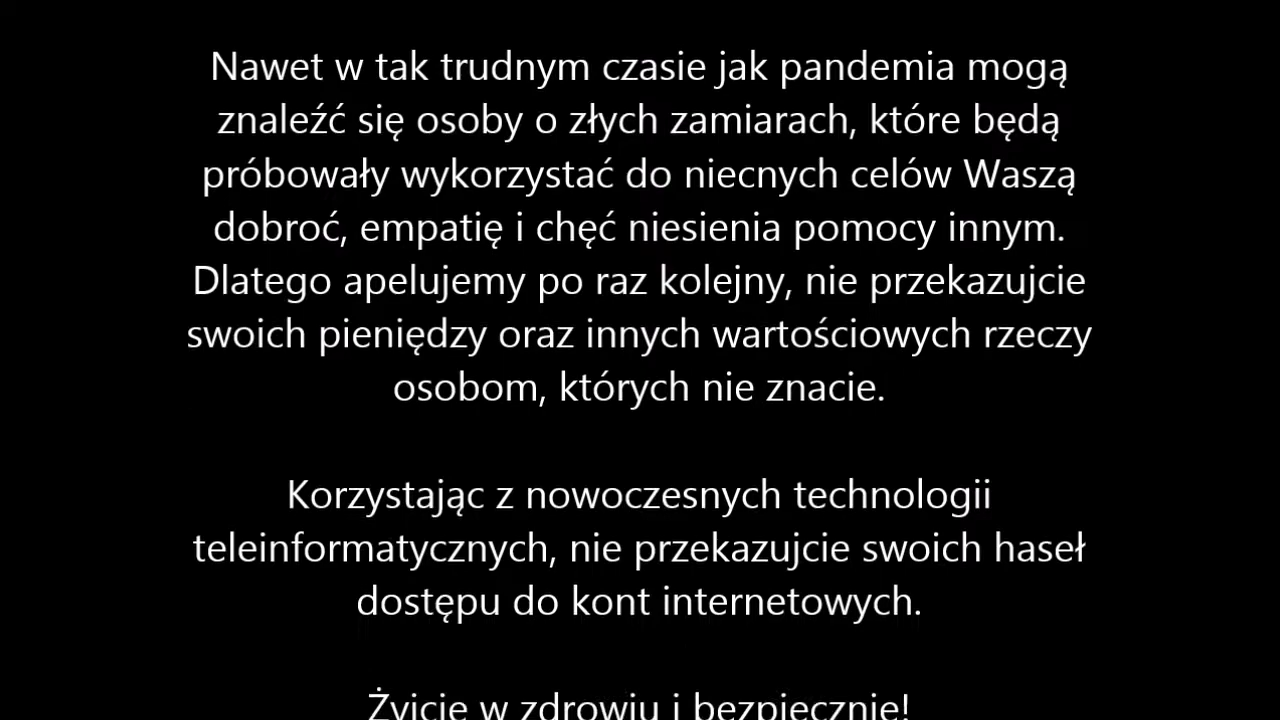 Nawet w tak trudnym czasie jak pandemia mogą
znaleźć się osoby o złych zamiarach, które będą
próbowały wykorzystać do niecnych celów Waszą
dobroć, empatię i chęć niesienia pomocy innym.
Dlatego apelujemy po raz kolejny, nie przekazujcie
swoich pieniędzy oraz innych wartościowych rzeczy
osobom, których nie znacie.
Korzystając z nowoczesnych technologii
teleinformatycznych, nie przekazujcie swoich haseł
dostępu do kont internetowych.
Żyjcie w zdrowiu i bezpiecznie!